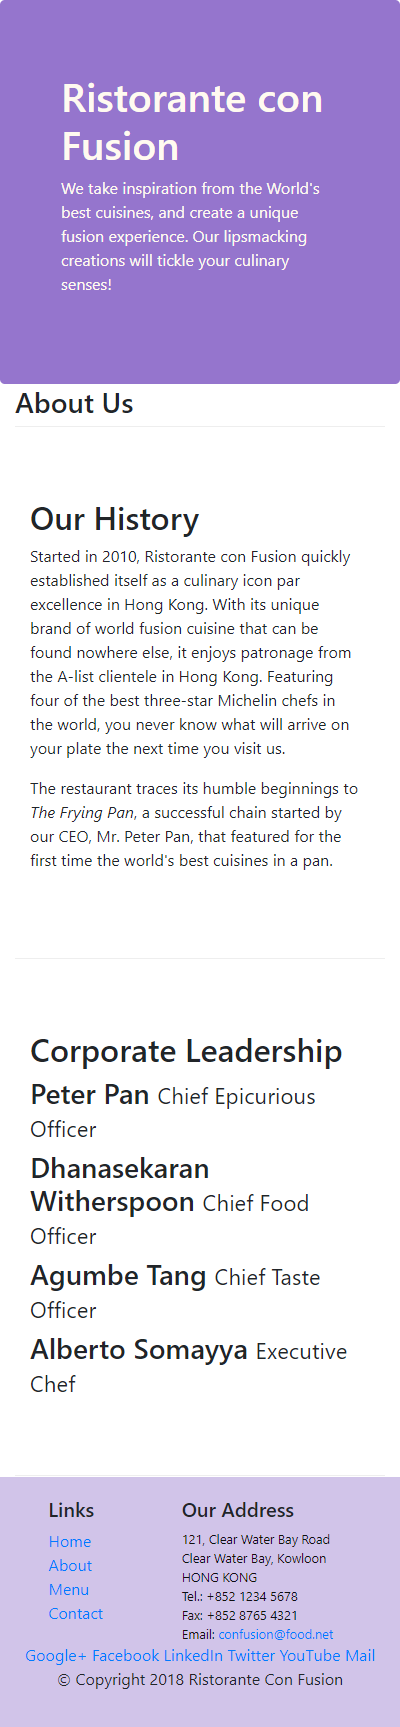 Ristorante con
Fusion
We take inspiration from the World's
best cuisines, and create a unique
fusion experience. Our lipsmacking
creations will tickle your culinary
senses!
About Us
Our History
Started in 2010, Ristorante con Fusion quickly
established itself as a culinary icon par
excellence in Hong Kong. With its unique
brand of world fusion cuisine that can be
found nowhere else, it enjoys patronage from
the A-list clientele in Hong Kong. Featuring
four of the best three-star Michelin chefs in
the world, you never know what will arrive on
your plate the next time you visit us.
The restaurant traces its humble beginnings to
The Frying Pan, a successful chain started by
our CEO, Mr. Peter Pan, that featured for the
first time the world's best cuisines in a pan.
Corporate Leadership
Peter Pan Chief Epicurious
Officer
Dhanasekaran
Witherspoon Chief Food
Officer
Agumbe Tang Chief Taste
Officer
Alberto Somayya Executive
Chef
Links
Home
About
Menu
Contact
Our Address
121, Clear Water Bay Road
Clear Water Bay, Kowloon
HONG KONG
Tel.: +852 1234 5678
Fax: +852 8765 4321
Email: confusion@food.net
Google+ Facebook LinkedIn Twitter YouTube Mail
© Copyright 2018 Ristorante Con Fusion